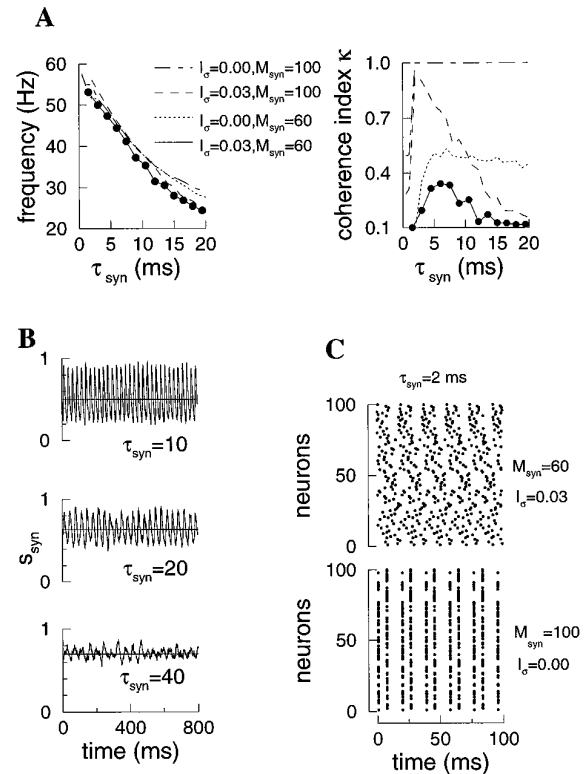 A
60
50
40
30
20
frequency (Hz)
0 5 10 15 20
τsyn (ms)
Iσ=0.00,Msyn=100
Iσ=0.03,Msyn=100
Iσ=0.00,Msyn=60
Iσ=0.03,Msyn=60
1.0
0.7
0.4
0.1
coherence index κ
0 5 10 15 20
τsyn (ms)
B
1
0
τsyn=10
1
0
τsyn=20
ssyn
1
0
τsyn=40
0 400 800
time (ms)
C
τsyn=2 ms
100
50
0
neurons
Msyn=60
Iσ=0.03
100
50
0
neurons
Msyn=100
Iσ=0.00
0 50 100
time (ms)